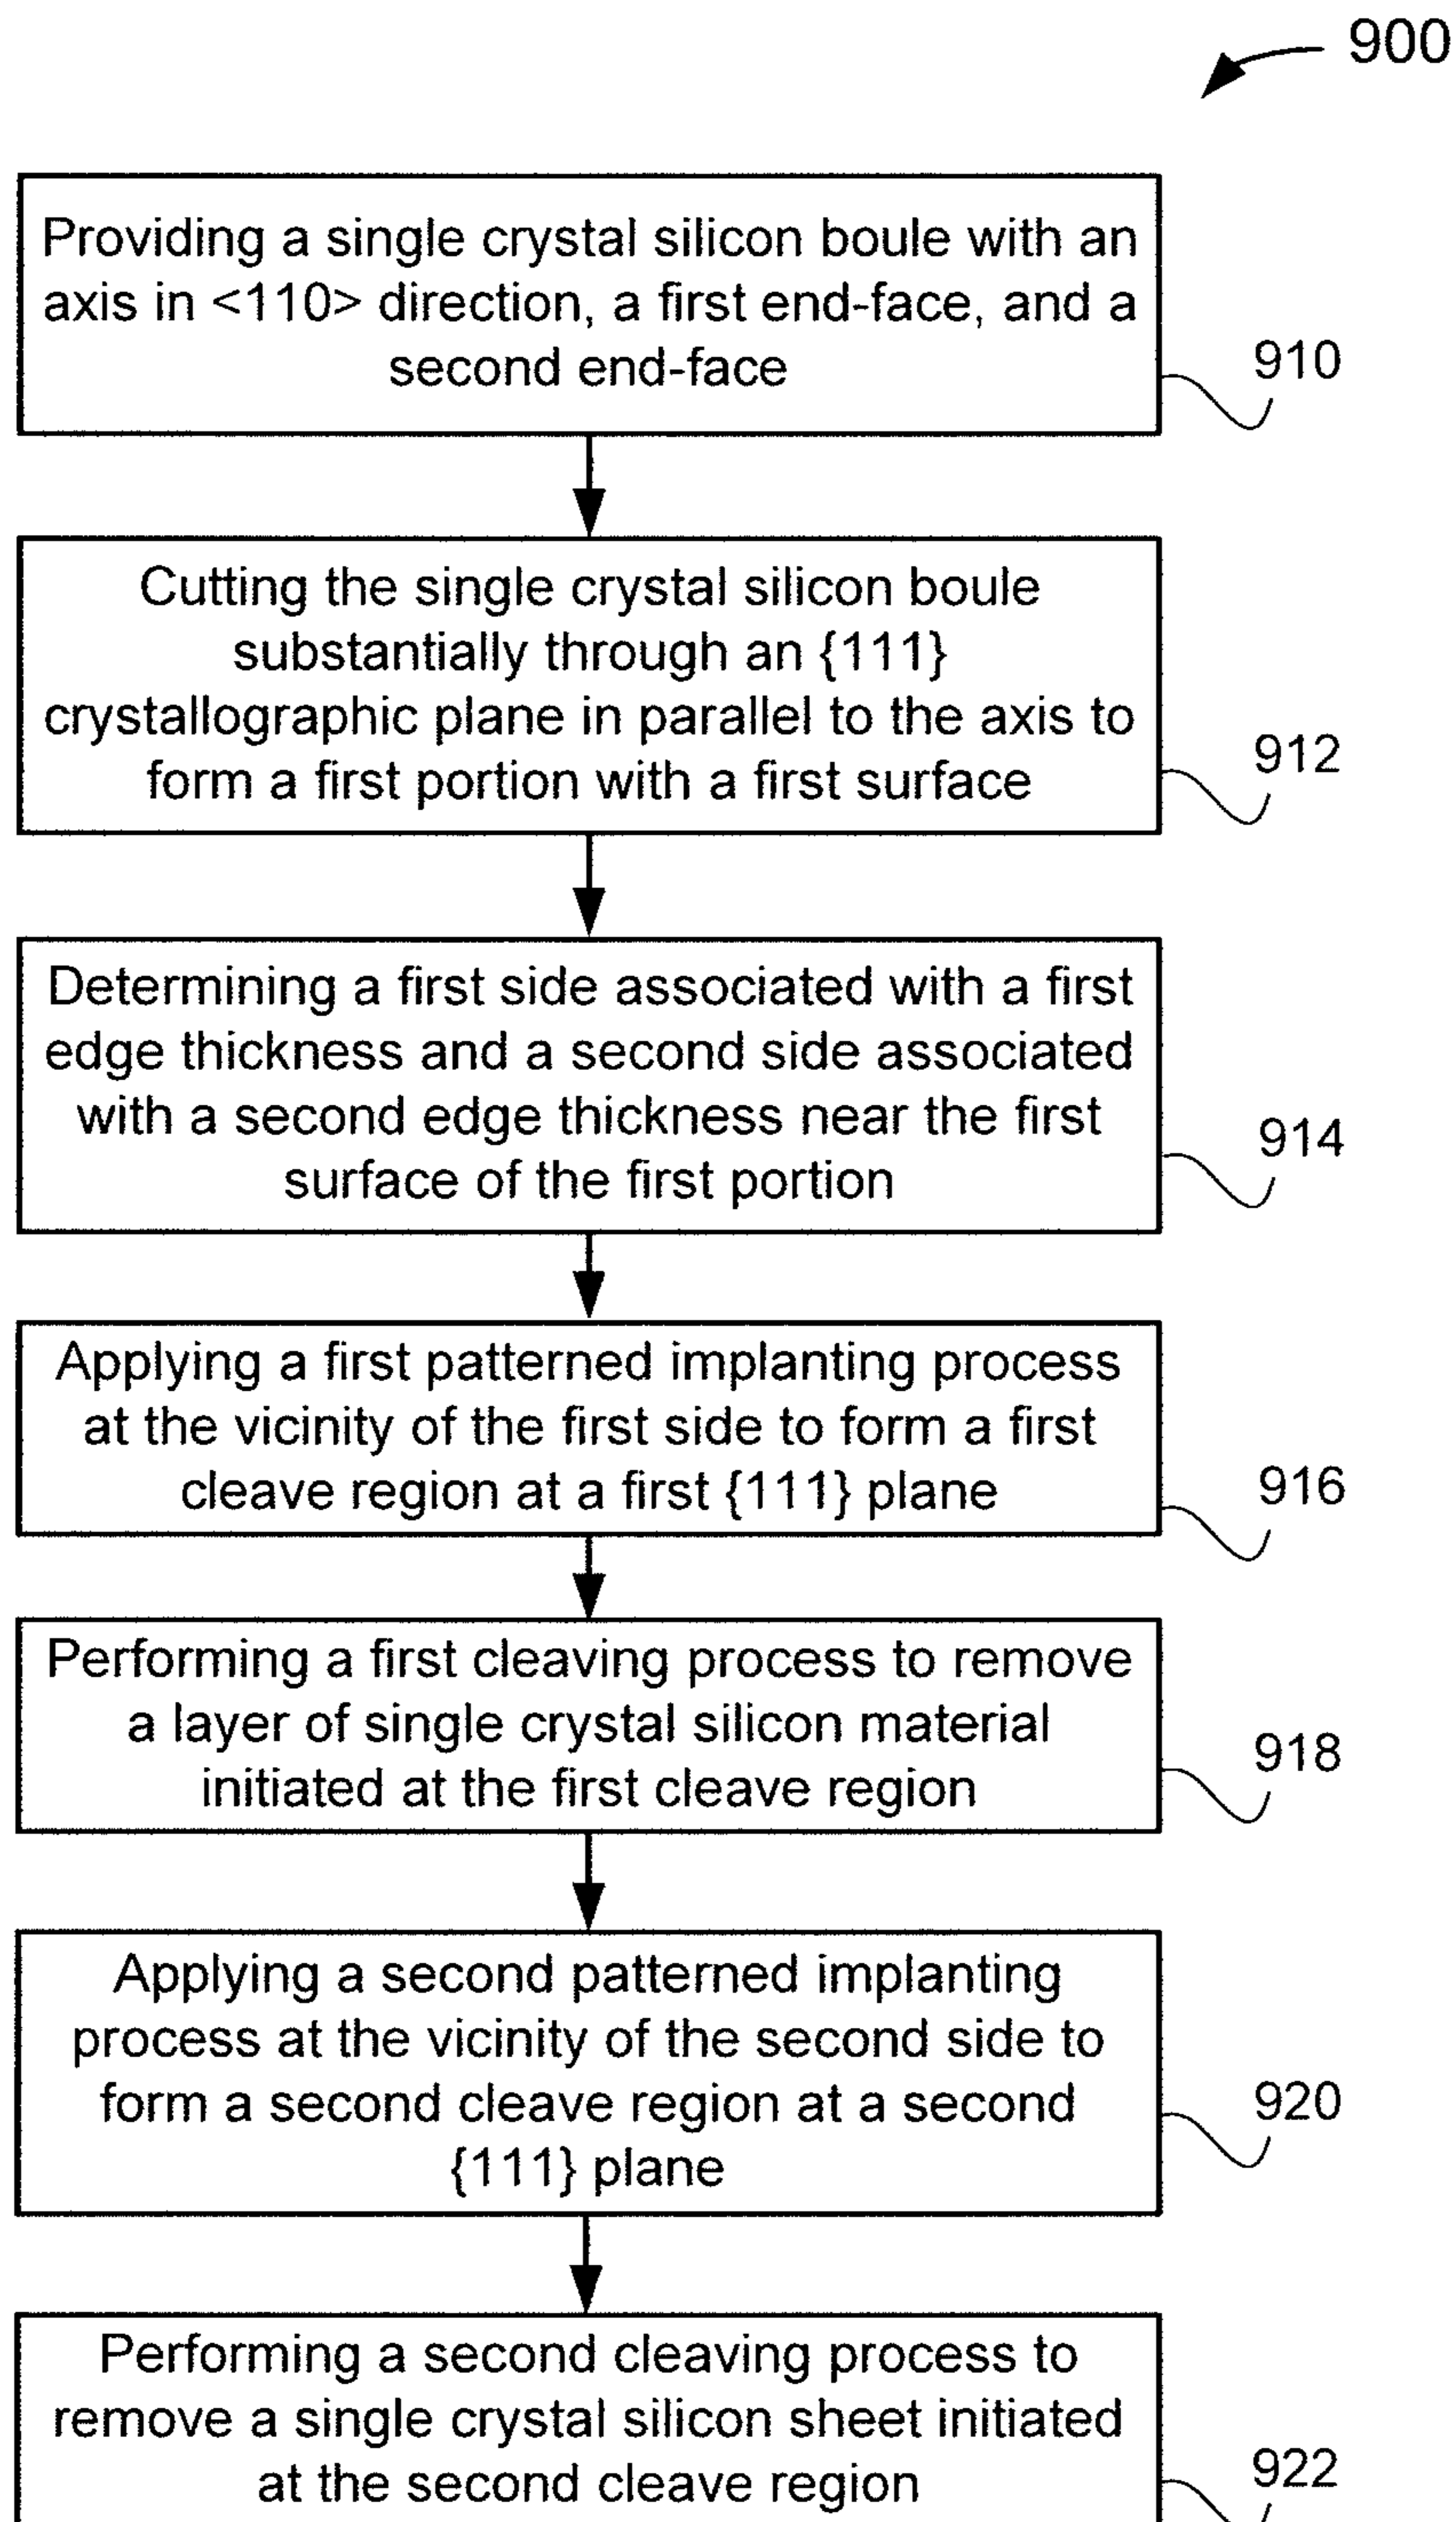 900
Providing a single crystal silicon boule with an
axis in <110> direction, a first end-face, and a
second end-face
910
Cutting the single crystal silicon boule
substantially through an {111}
crystallographic plane in parallel to the axis to
form a first portion with a first surface
912
Determining a first side associated with a first
edge thickness and a second side associated
with a second edge thickness near the first
surface of the first portion
914
Applying a first patterned implanting process
at the vicinity of the first side to form a first
cleave region at a first {111} plane
916
Performing a first cleaving process to remove
a layer of single crystal silicon material
initiated at the first cleave region
918
Applying a second patterned implanting
process at the vicinity of the second side to
form a second cleave region at a second
{111} plane
920
Performing a second cleaving process to
remove a single crystal silicon sheet initiated
at the second cleave region
922